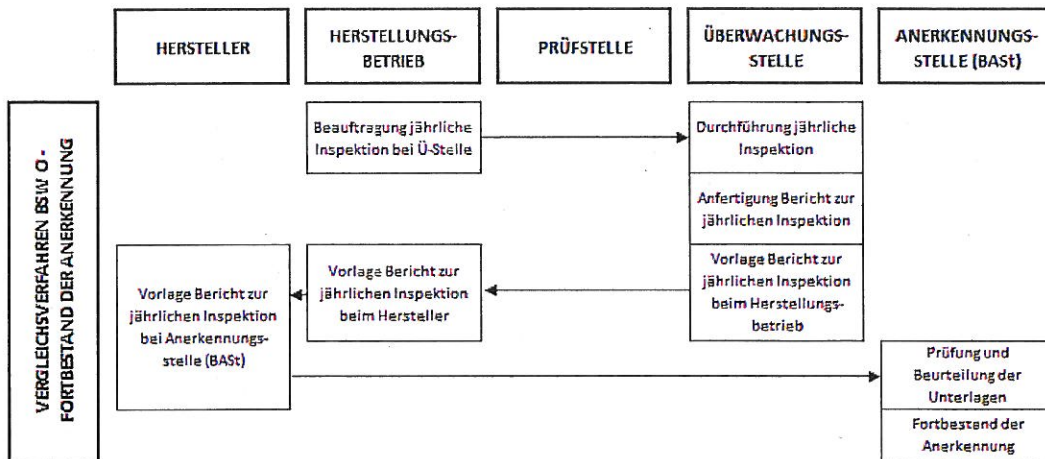 HERSTELLER
HERSTELLUNGS-
BETRIEB
PRÜFSTELLE
ÜBERWACHUNGS-
STELLE
ANERKENNUNGS-
STELLE (BASt)
VERGLEICHSVERFAHREN BSW O -
FORTBESTAND DER ANERKENNUNG
Beauftragung jährliche
Inspektion bei Ü-Stelle
Durchführung jährliche
Inspektion
Anfertigung Bericht zur
jährlichen Inspektion
Vorlage Bericht zur
jährlichen Inspektion
beim Herstellungs-
betrieb
Vorlage Bericht zur
jährlichen Inspektion
beim Hersteller
Vorlage Bericht zur
jährlichen Inspektion
bei Anerkennungs-
stelle (BASt)
Prüfung und
Beurteilung der
Unterlagen
Fortbestand der
Anerkennung